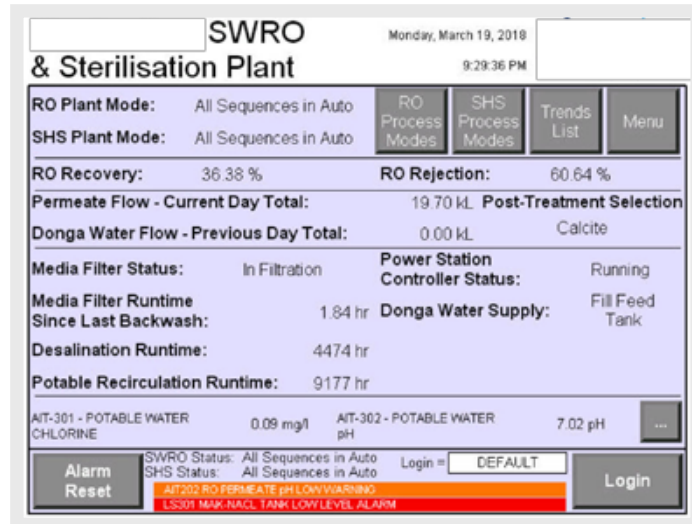 SWRO
& Sterilisation Plant
Monday, March 19, 2018
9:29:36 PM
RO Plant Mode: All Sequences in Auto
SHS Plant Mode: All Sequences in Auto
RO
Process
Modes
SHS
Process
Modes
Trends
List
Menu
RO Recovery: 36.38 % RO Rejection: 60.64 %
Permeate Flow - Current Day Total: 19.70 kL Post-Treatment Selection
Donga Water Flow - Previous Day Total: 0.00 kL Calcite
Media Filter Status: In Filtration
Power Station
Controller Status: Running
Media Filter Runtime
Since Last Backwash: 1.84 hr
Donga Water Supply: Fill Feed
Tank
Desalination Runtime: 4474 hr
Potable Recirculation Runtime: 9177 hr
AIT-301 - POTABLE WATER
CHLORINE 0.09 mg/l
AIT-302 - POTABLE WATER
pH 7.02 pH
...
Alarm
Reset
SWRO Status: All Sequences in Auto
SHS Status: All Sequences in Auto
Login = DEFAULT
Login
AIT202 RO PERMEATE pH LOW WARNING
LS301 MAK-NACL TANK LOW LEVEL ALARM